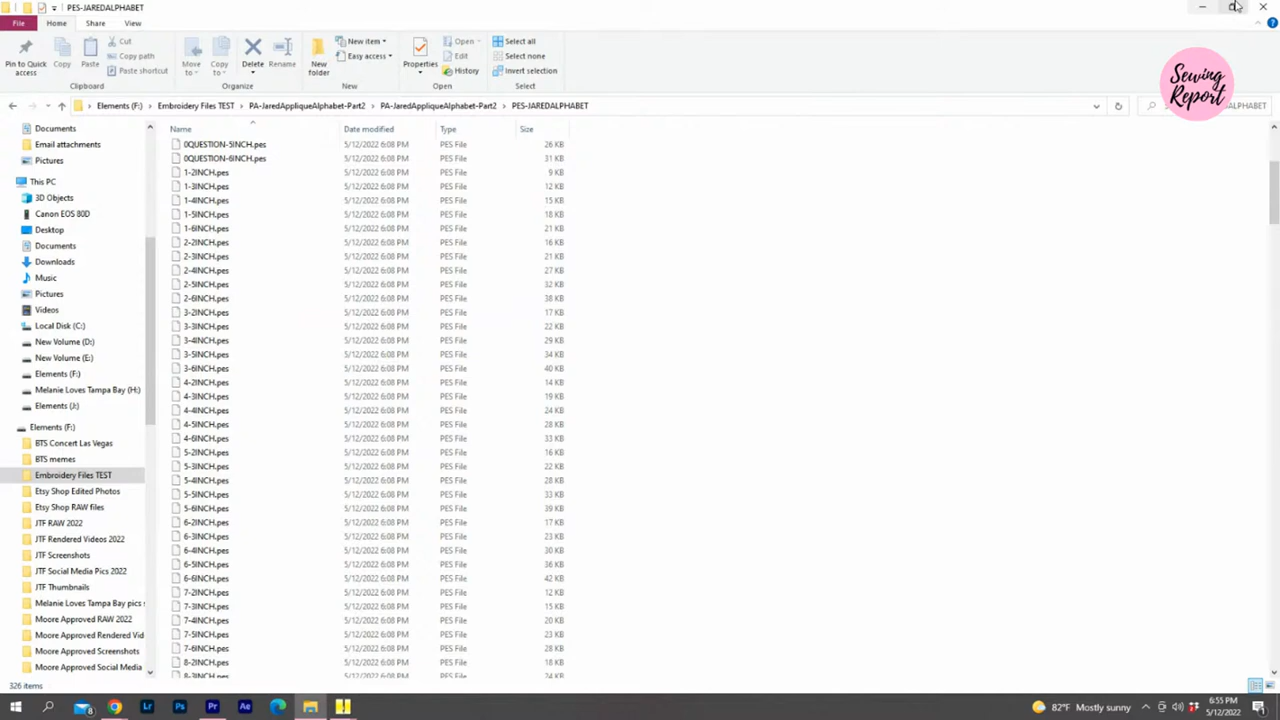 PES-JAREDALPHABET
File Home Share View
Pin to Quick access
Copy
Paste
Cut
Copy path
Paste shortcut
Clipboard
Move to
Copy to
Delete
Rename
Organize
New folder
New item
Easy access
New
Properties
Open
Edit
History
Open
Select all
Select none
Invert selection
Select
Sewing
Report
Elements (F:) > Embroidery Files TEST > PA-JaredAppliqueAlphabet-Part2 > PA-JaredAppliqueAlphabet-Part2 > PES-JAREDALPHABET
ALPHABET
Documents
Email attachments
Pictures
This PC
3D Objects
Canon EOS 80D
Desktop
Documents
Downloads
Music
Pictures
Videos
Local Disk (C:)
New Volume (D:)
New Volume (E:)
Elements (F:)
Melanie Loves Tampa Bay (H:)
Elements (J:)
Elements (F:)
BTS Concert Las Vegas
BTS memes
Embroidery Files TEST
Etsy Shop Edited Photos
Etsy Shop RAW files
JTF RAW 2022
JTF Rendered Videos 2022
JTF Screenshots
JTF Social Media Pics 2022
JTF Thumbnails
Melanie Loves Tampa Bay pics s
Moore Approved RAW 2022
Moore Approved Rendered Vid
Moore Approved Screenshots
Moore Approved Social Media
Name Date modified Type Size
0QUESTION-5INCH.pes 5/12/2022 6:08 PM PES File 26 KB
0QUESTION-6INCH.pes 5/12/2022 6:08 PM PES File 31 KB
1-2INCH.pes 5/12/2022 6:08 PM PES File 9 KB
1-3INCH.pes 5/12/2022 6:08 PM PES File 12 KB
1-4INCH.pes 5/12/2022 6:08 PM PES File 15 KB
1-5INCH.pes 5/12/2022 6:08 PM PES File 18 KB
1-6INCH.pes 5/12/2022 6:08 PM PES File 21 KB
2-2INCH.pes 5/12/2022 6:08 PM PES File 16 KB
2-3INCH.pes 5/12/2022 6:08 PM PES File 21 KB
2-4INCH.pes 5/12/2022 6:08 PM PES File 27 KB
2-5INCH.pes 5/12/2022 6:08 PM PES File 32 KB
2-6INCH.pes 5/12/2022 6:08 PM PES File 38 KB
3-2INCH.pes 5/12/2022 6:08 PM PES File 17 KB
3-3INCH.pes 5/12/2022 6:08 PM PES File 22 KB
3-4INCH.pes 5/12/2022 6:08 PM PES File 29 KB
3-5INCH.pes 5/12/2022 6:08 PM PES File 34 KB
3-6INCH.pes 5/12/2022 6:08 PM PES File 40 KB
4-2INCH.pes 5/12/2022 6:08 PM PES File 14 KB
4-3INCH.pes 5/12/2022 6:08 PM PES File 19 KB
4-4INCH.pes 5/12/2022 6:08 PM PES File 24 KB
4-5INCH.pes 5/12/2022 6:08 PM PES File 28 KB
4-6INCH.pes 5/12/2022 6:08 PM PES File 33 KB
5-2INCH.pes 5/12/2022 6:08 PM PES File 16 KB
5-3INCH.pes 5/12/2022 6:08 PM PES File 22 KB
5-4INCH.pes 5/12/2022 6:08 PM PES File 28 KB
5-5INCH.pes 5/12/2022 6:08 PM PES File 33 KB
5-6INCH.pes 5/12/2022 6:08 PM PES File 39 KB
6-2INCH.pes 5/12/2022 6:08 PM PES File 17 KB
6-3INCH.pes 5/12/2022 6:08 PM PES File 23 KB
6-4INCH.pes 5/12/2022 6:08 PM PES File 30 KB
6-5INCH.pes 5/12/2022 6:08 PM PES File 36 KB
6-6INCH.pes 5/12/2022 6:08 PM PES File 42 KB
7-2INCH.pes 5/12/2022 6:08 PM PES File 12 KB
7-3INCH.pes 5/12/2022 6:08 PM PES File 15 KB
7-4INCH.pes 5/12/2022 6:08 PM PES File 20 KB
7-5INCH.pes 5/12/2022 6:08 PM PES File 23 KB
7-6INCH.pes 5/12/2022 6:08 PM PES File 28 KB
8-2INCH.pes 5/12/2022 6:08 PM PES File 18 KB
8-3INCH.pes 5/12/2022 6:08 PM PES File 24 KB
326 items
8 Lr Ps Pr Ae
82°F Mostly sunny
6:55 PM
5/12/2022
1